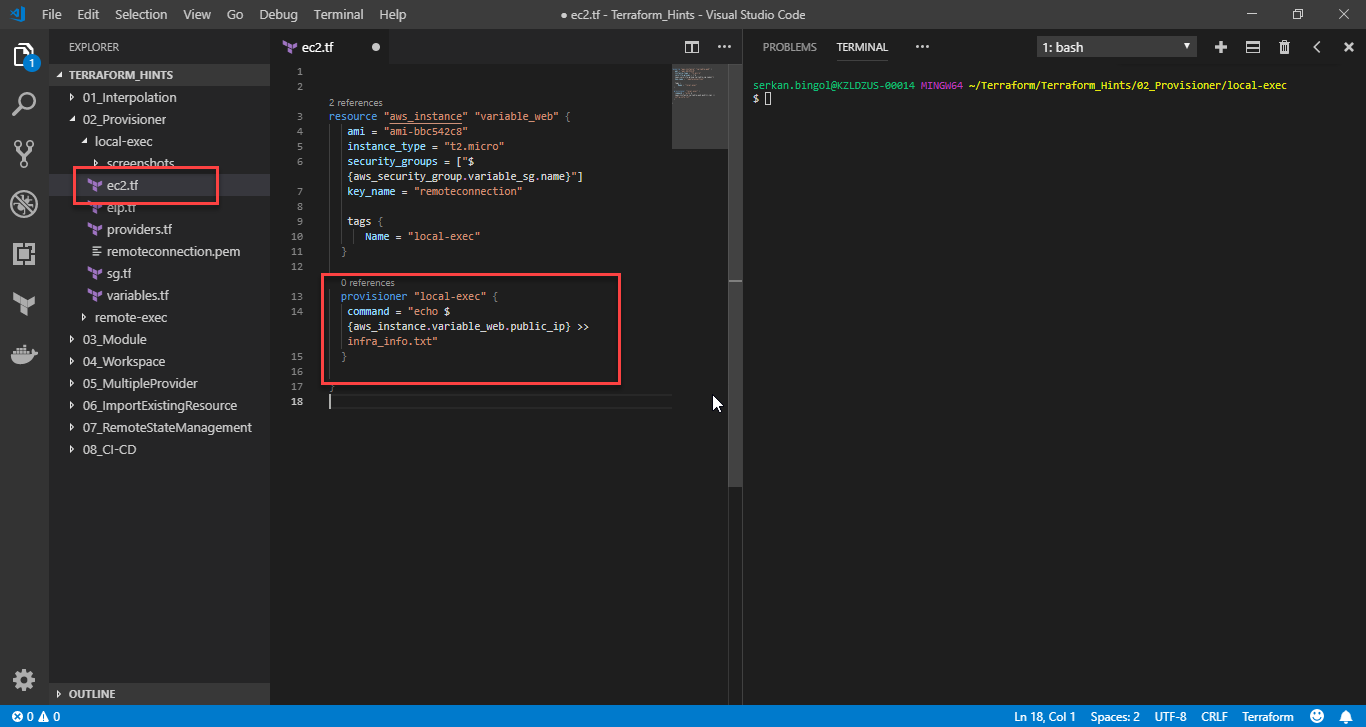 File Edit Selection View Go Debug Terminal Help
● ec2.tf - Terraform_Hints - Visual Studio Code
1
EXPLORER
TERRAFORM_HINTS
01_Interpolation
02_Provisioner
local-exec
screenshots
ec2.tf
eip.tf
providers.tf
remoteconnection.pem
sg.tf
variables.tf
remote-exec
03_Module
04_Workspace
05_MultipleProvider
06_ImportExistingResource
07_RemoteStateManagement
08_CI-CD
OUTLINE
ec2.tf ●
1
2
2 references
3 resource "aws_instance" "variable_web" {
4 ami = "ami-bbc542c8"
5 instance_type = "t2.micro"
6 security_groups = ["$
{aws_security_group.variable_sg.name}"]
7 key_name = "remoteconnection"
8
9 tags {
10 Name = "local-exec"
11 }
12
0 references
13 provisioner "local-exec" {
14 command = "echo $
{aws_instance.variable_web.public_ip} >>
infra_info.txt"
15 }
16
17 }
18
PROBLEMS TERMINAL ···
1: bash
serkan.bingol@KZLDZUS-00014 MINGW64 ~/Terraform/Terraform_Hints/02_Provisioner/local-exec
$
0 0
Ln 18, Col 1 Spaces: 2 UTF-8 CRLF Terraform